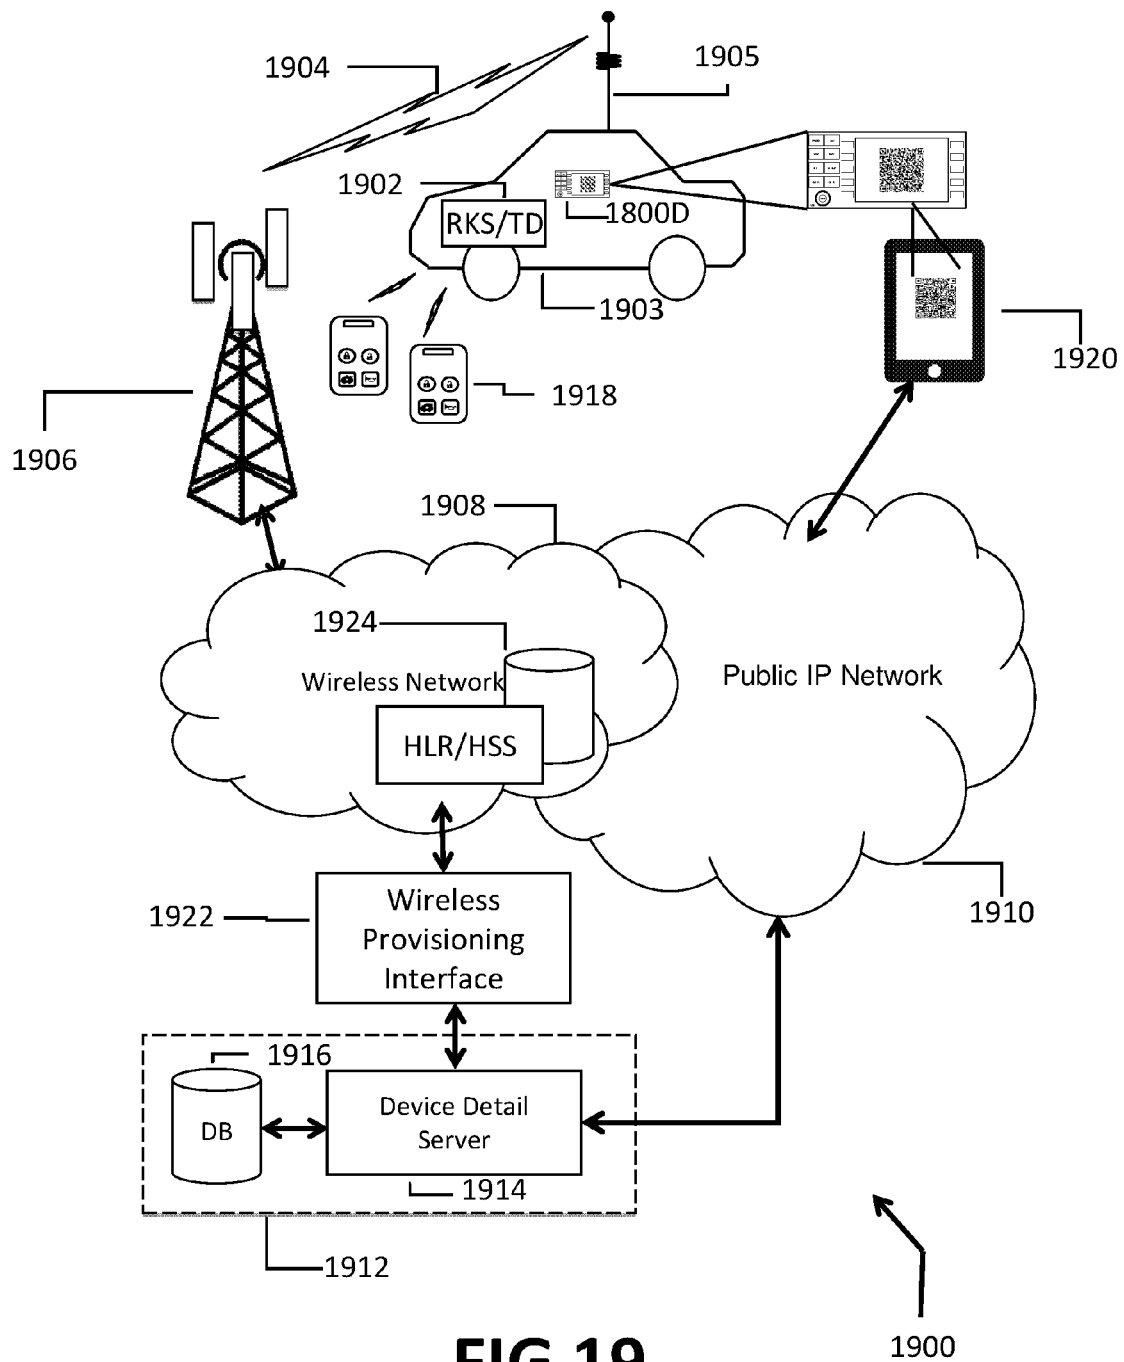 1904
1905
1902
RKS/TD
1800D
1903
1920
1918
1906
1908
1924
Wireless Network
Public IP Network
HLR/HSS
1922
Wireless
Provisioning
Interface
1910
1916
DB
Device Detail
Server
1914
1912
1900
FIG 19